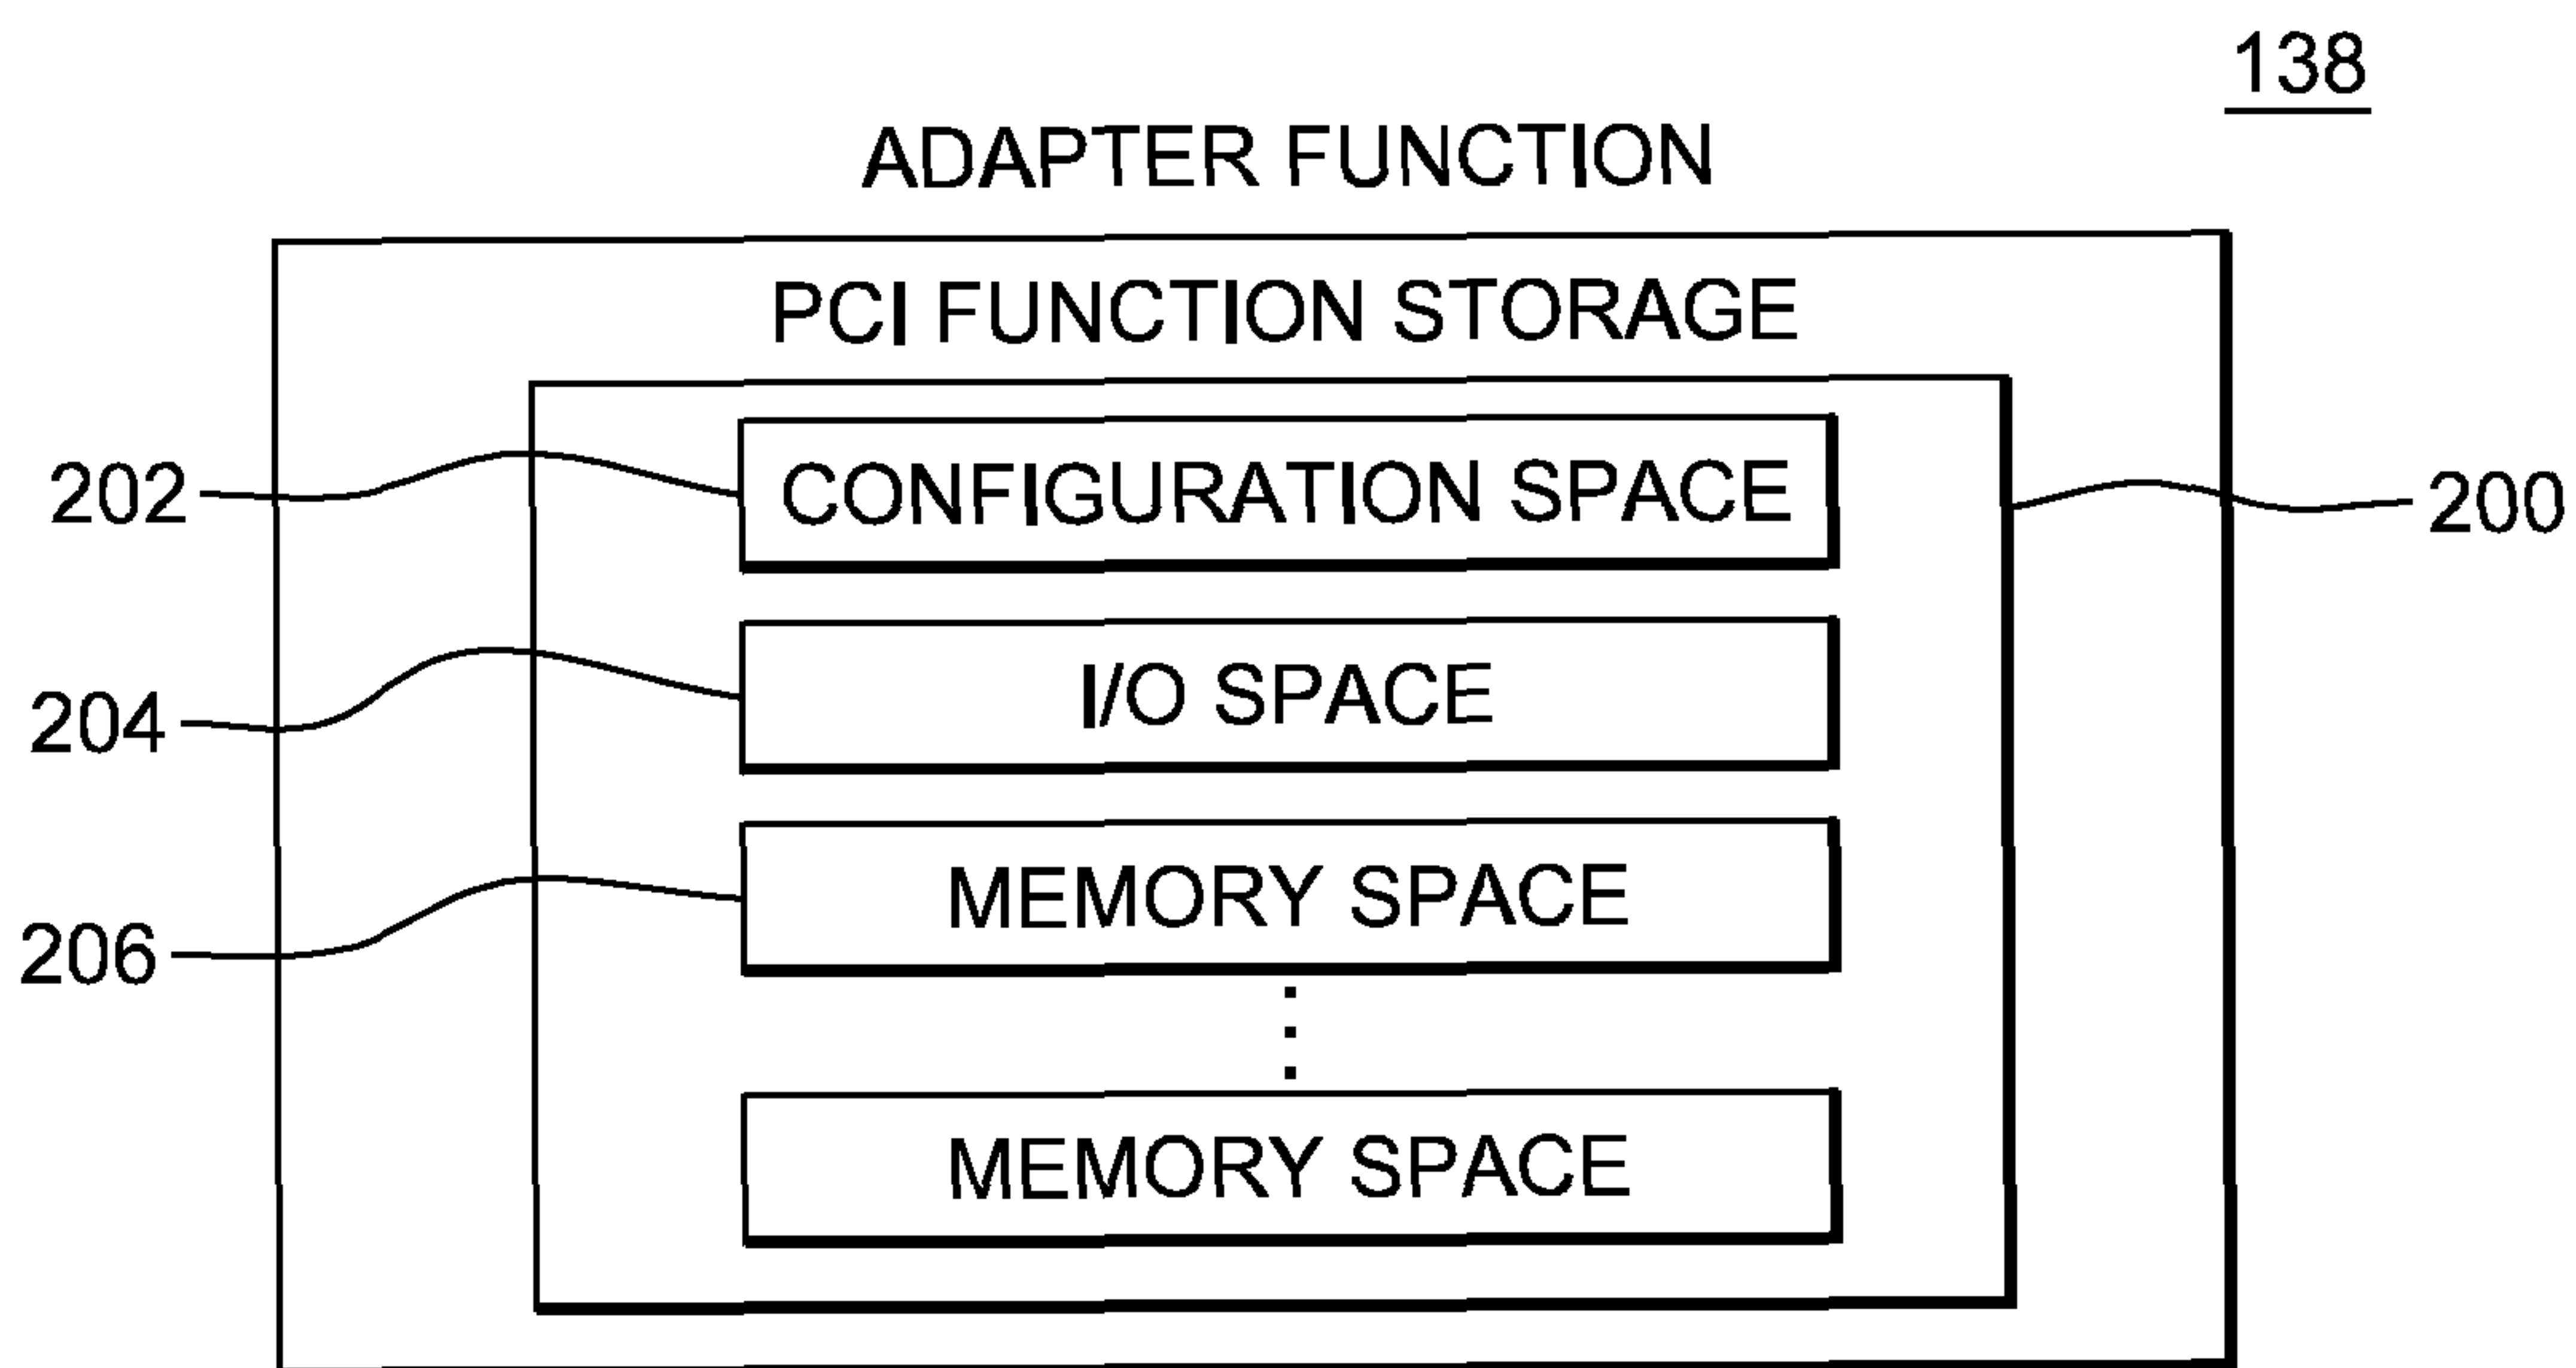 138
ADAPTER FUNCTION
PCI FUNCTION STORAGE
202 CONFIGURATION SPACE 200
204 I/O SPACE
206 MEMORY SPACE
MEMORY SPACE